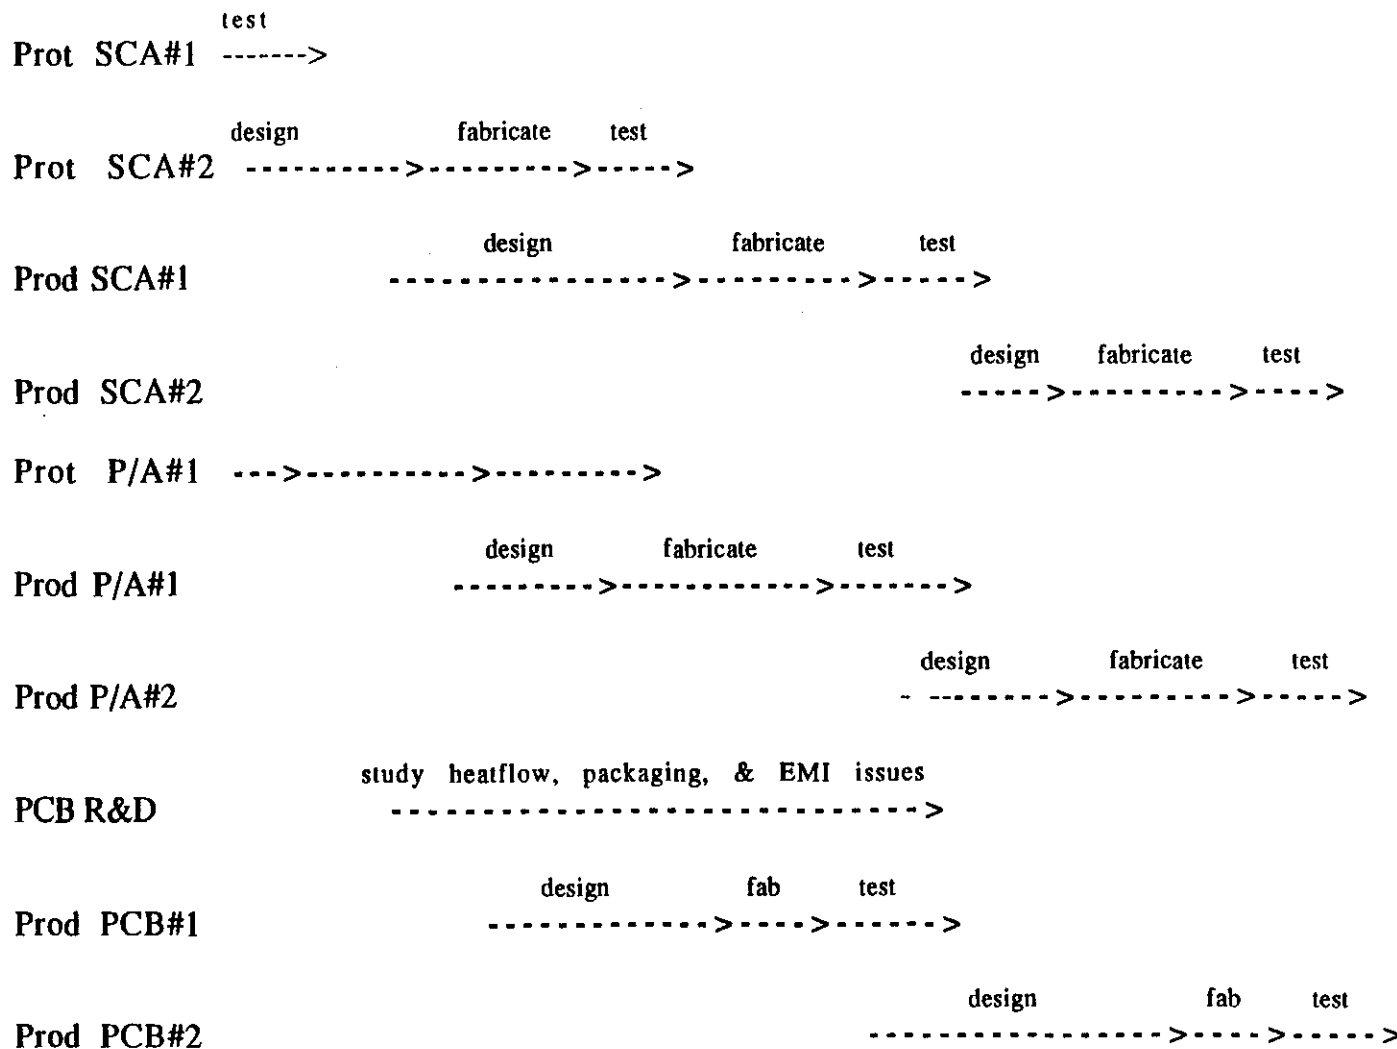 test
Prot SCA#1 ------->
design fabricate test
Prot SCA#2 ---------->--------->----->
design fabricate test
Prod SCA#1 ---------------->--------->----->
design fabricate test
Prod SCA#2 ----->--------->---->
Prot P/A#1 --->---------->--------->
design fabricate test
Prod P/A#1 --------->------------>------->
design fabricate test
Prod P/A#2 - -------->--------->----->
study heatflow, packaging, & EMI issues
PCB R&D ------------------------------>
design fab test
Prod PCB#1 ------------->---->------>
design fab test
Prod PCB#2 ----------------->----->----->